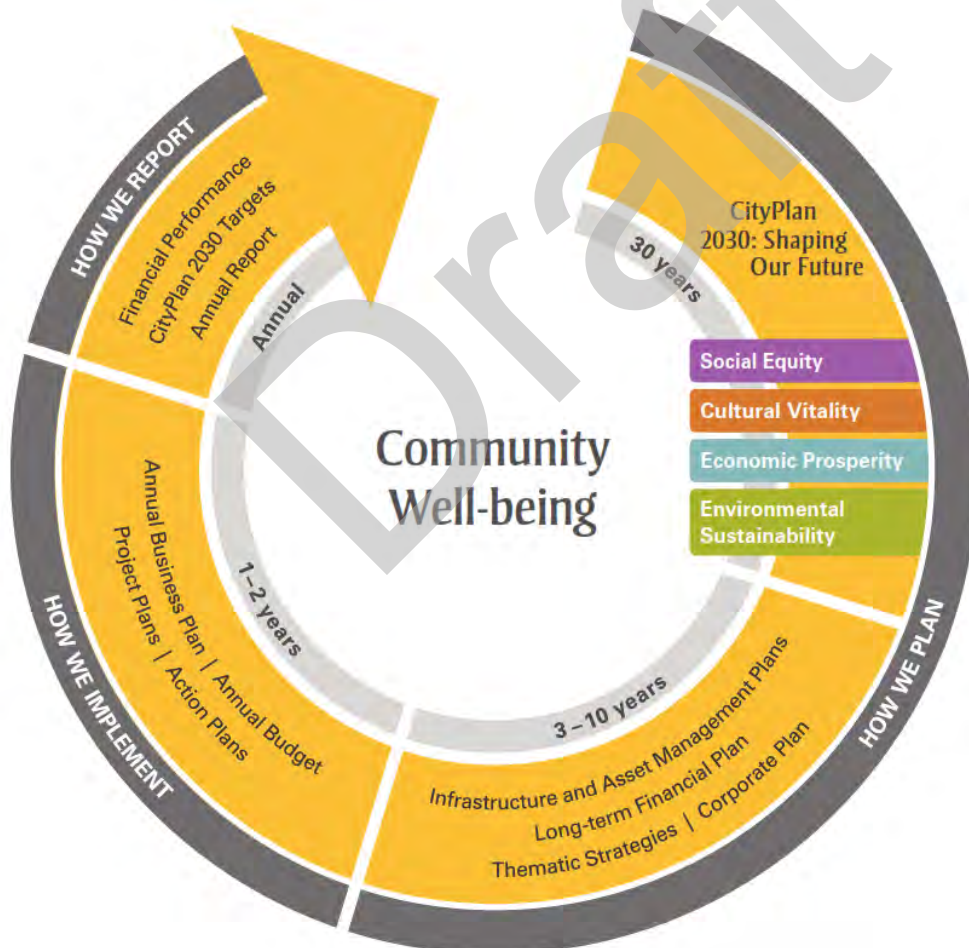 Draft
HOW WE PLAN
30 years
CityPlan
2030: Shaping
Our Future
Social Equity
Cultural Vitality
Economic Prosperity
Environmental
Sustainability
3–10 years
Infrastructure and Asset Management Plans
Long-term Financial Plan
Thematic Strategies | Corporate Plan
HOW WE IMPLEMENT
1–2 years
Annual Business Plan | Annual Budget
Project Plans | Action Plans
HOW WE REPORT
Annual
Financial Performance
CityPlan 2030 Targets
Annual Report
Community
Well-being